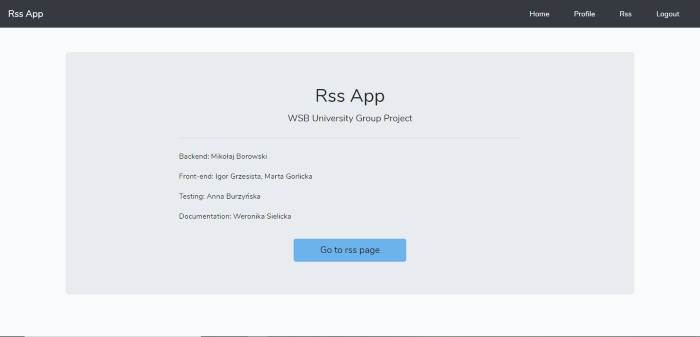 Rss App
Home Profile Rss Logout
Rss App
WSB University Group Project
Backend: Mikołaj Borowski
Front-end: Igor Grzesista, Marta Gorlicka
Testing: Anna Burzyńska
Documentation: Weronika Sielicka
Go to rss page